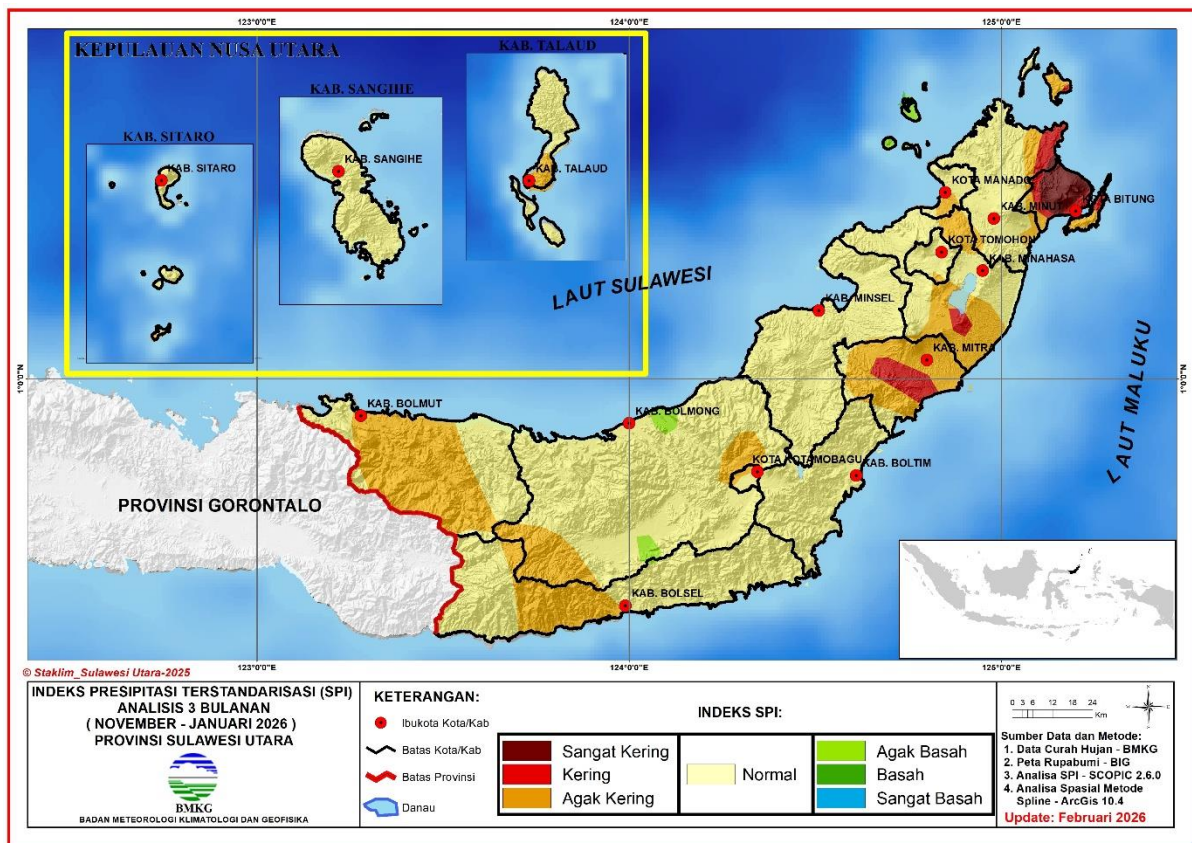 123°0'0"E
124°0'0"E
125°0'0"E
KEPULAUAN NUSA UTARA
KAB. TALAUD
KAB. SANGIHE
KAB. SITARO
KAB. SITARO
KAB. SANGIHE
KAB. TALAUD
KOTA MANADO
KAB. MINUT
KOTA BITUNG
KOTA TOMOHON
KAB. MINAHASA
LAUT SULAWESI
KAB. MINSEL
KAB. MITRA
LAUT MALUKU
1°0'0"N
1°0'0"N
KAB. BOLMUT
KAB. BOLMONG
KOTA KOTAMOBAGU
KAB. BOLTIM
PROVINSI GORONTALO
KAB. BOLSEL
123°0'0"E
124°0'0"E
125°0'0"E
© Staklim_Sulawesi Utara-2025
INDEKS PRESIPITASI TERSTANDARISASI (SPI)
ANALISIS 3 BULANAN
( NOVEMBER - JANUARI 2026 )
PROVINSI SULAWESI UTARA
BMKG
BADAN METEOROLOGI KLIMATOLOGI DAN GEOFISIKA
KETERANGAN:
Ibukota Kota/Kab
Batas Kota/Kab
Batas Provinsi
Danau
INDEKS SPI:
Sangat Kering
Kering
Agak Kering
Normal
Agak Basah
Basah
Sangat Basah
0 3 6 12 18 24
Km
Sumber Data dan Metode:
1. Data Curah Hujan - BMKG
2. Peta Rupabumi - BIG
3. Analisa SPI - SCOPIC 2.6.0
4. Analisa Spasial Metode
Spline - ArcGis 10.4
Update: Februari 2026